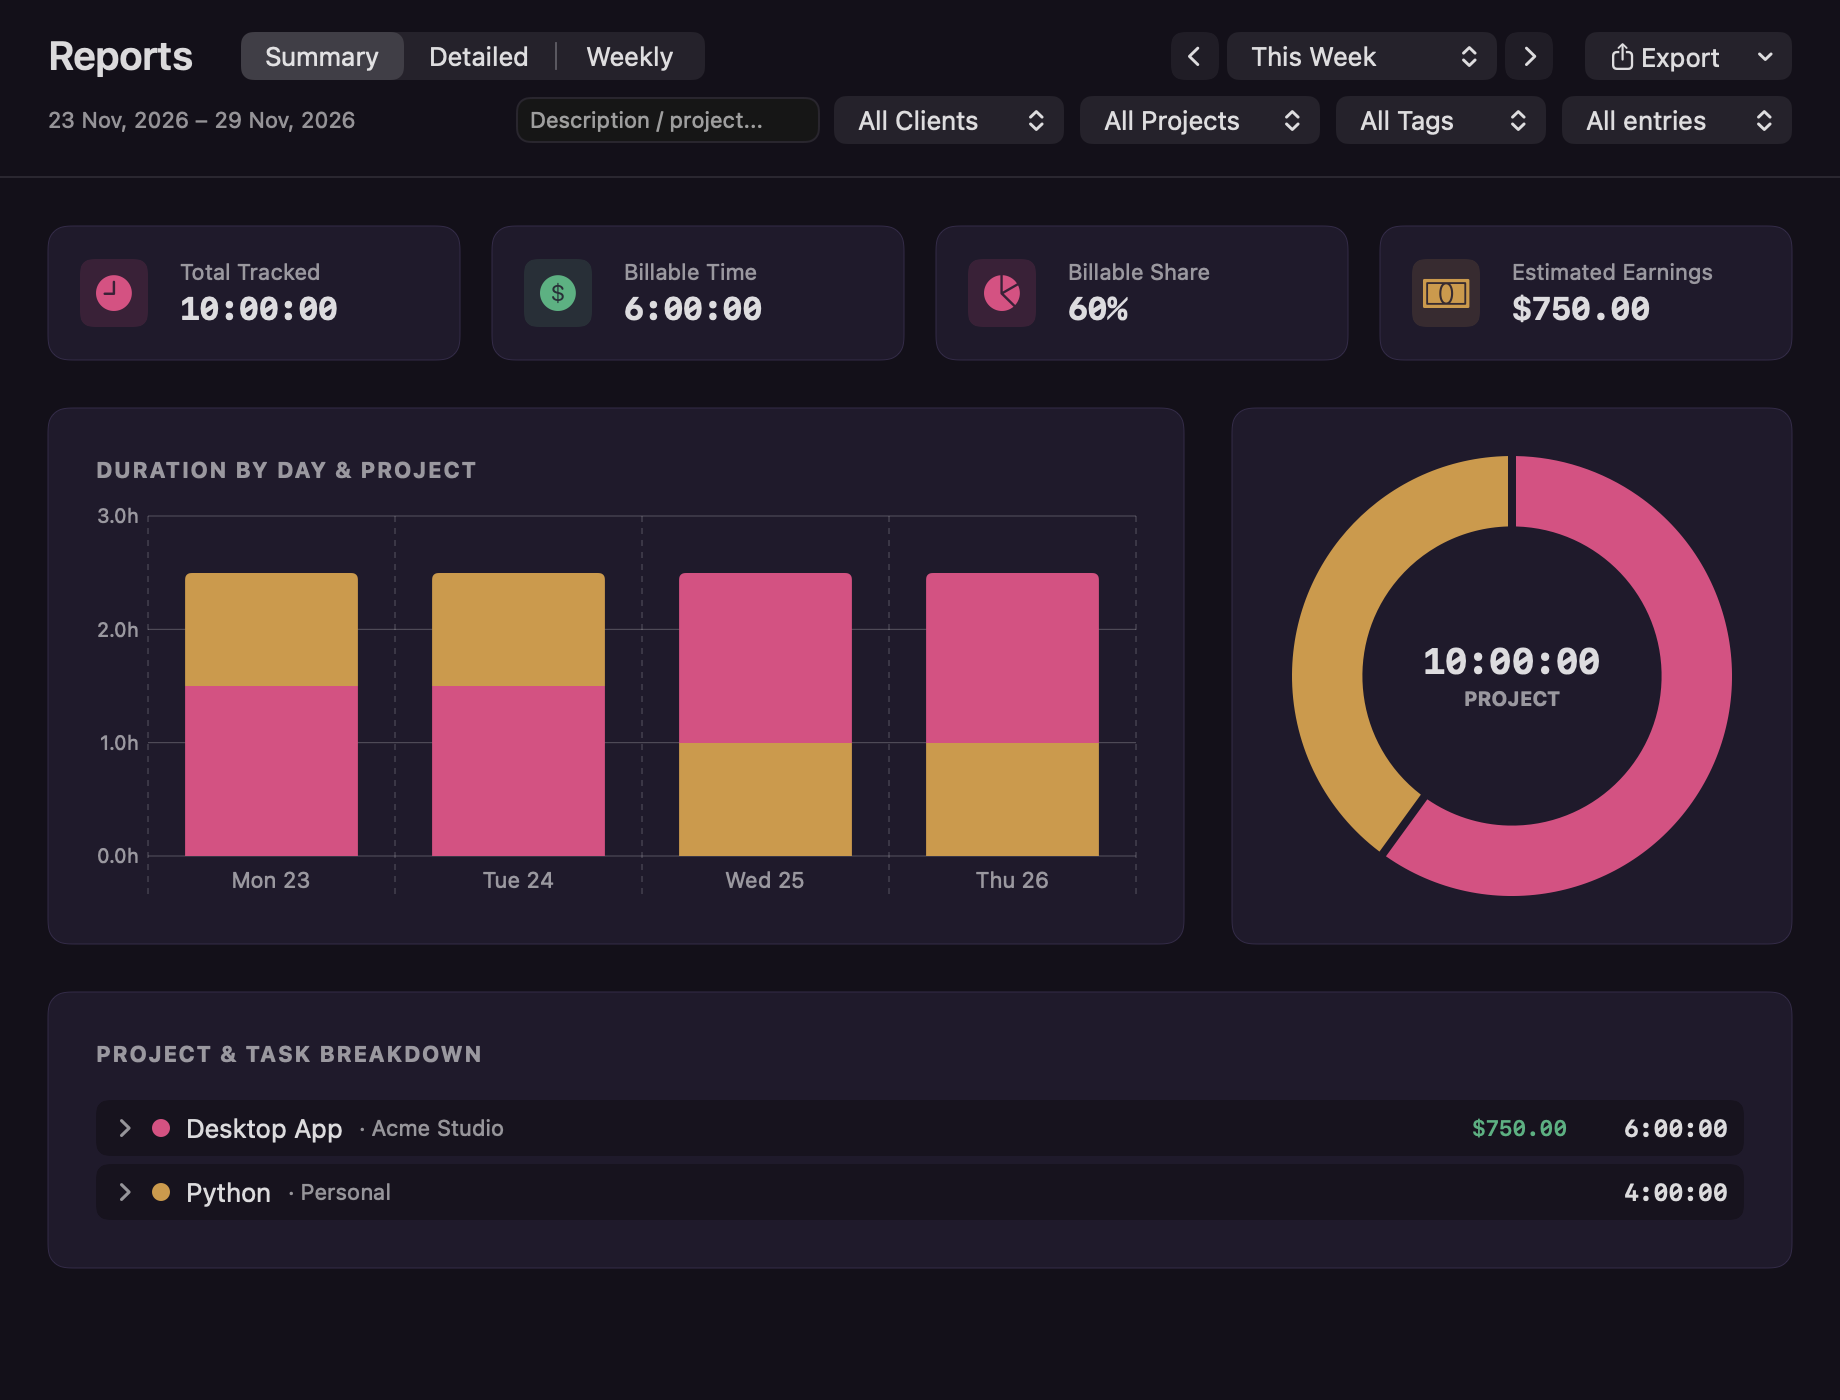 Reports
Summary
Detailed
Weekly
This Week
Export
23 Nov, 2026 – 29 Nov, 2026
Description / project...
All Clients
All Projects
All Tags
All entries
Total Tracked
10:00:00
$
Billable Time
6:00:00
Billable Share
60%
Estimated Earnings
$750.00
DURATION BY DAY & PROJECT
3.0h
2.0h
1.0h
0.0h
Mon 23
Tue 24
Wed 25
Thu 26
10:00:00
PROJECT
PROJECT & TASK BREAKDOWN
Desktop App · Acme Studio
$750.00
6:00:00
Python · Personal
4:00:00